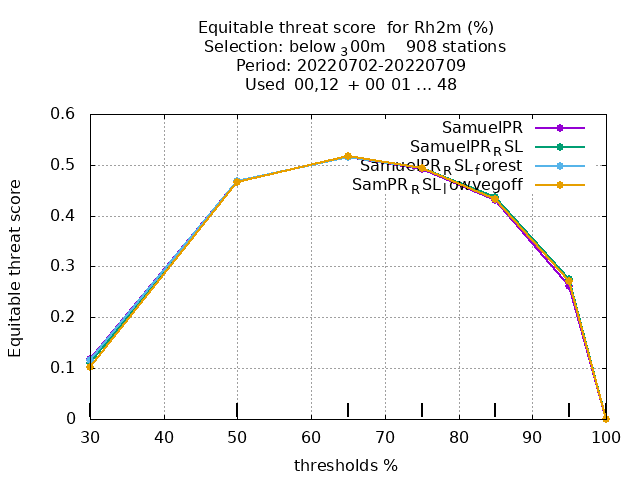 Equitable threat score  for Rh2m (%)
Selection: below ₃00m    908 stations
Period: 20220702-20220709
Used  00,12  + 00 01 ... 48
SamuelPR
SamuelPR_RSL
SamuelPR_RSL_forest
SamPR_RSL_lowvegoff
Equitable threat score
0.6
0.5
0.4
0.3
0.2
0.1
0
30 40 50 60 70 80 90 100
thresholds %